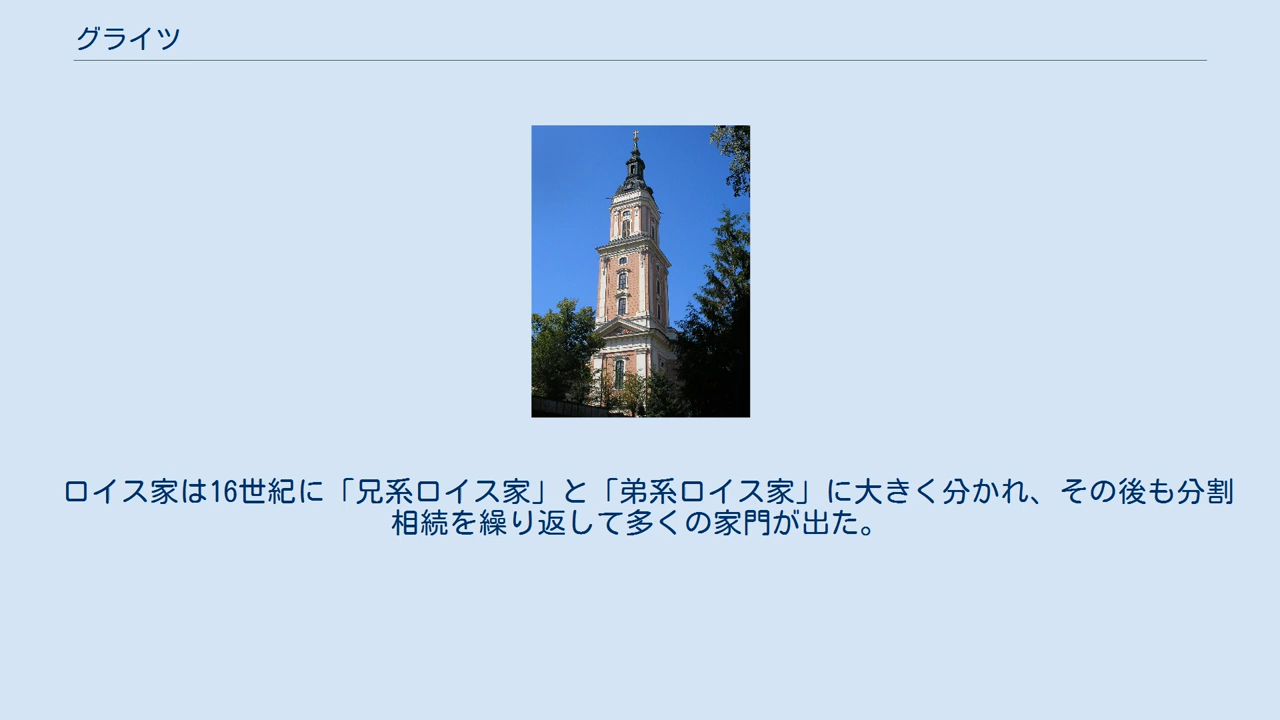 グライツ
ロイス家は16世紀に「兄系ロイス家」と「弟系ロイス家」に大きく分かれ、その後も分割
相続を繰り返して多くの家門が出た。